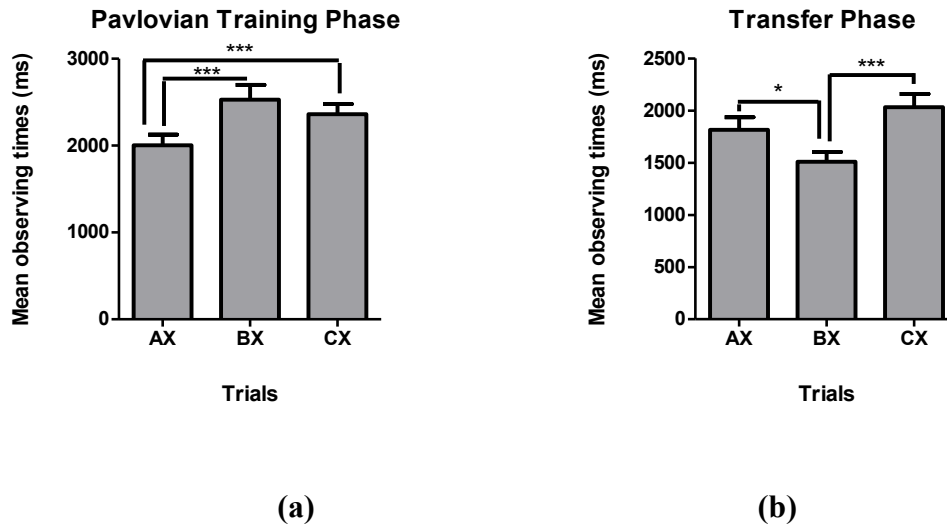 Pavlovian Training Phase
Mean observing times (ms)
3000
2000
1000
0
***
***
AX BX CX
Trials
(a)
Transfer Phase
Mean observing times (ms)
2500
2000
1500
1000
500
0
*
***
AX BX CX
Trials
(b)